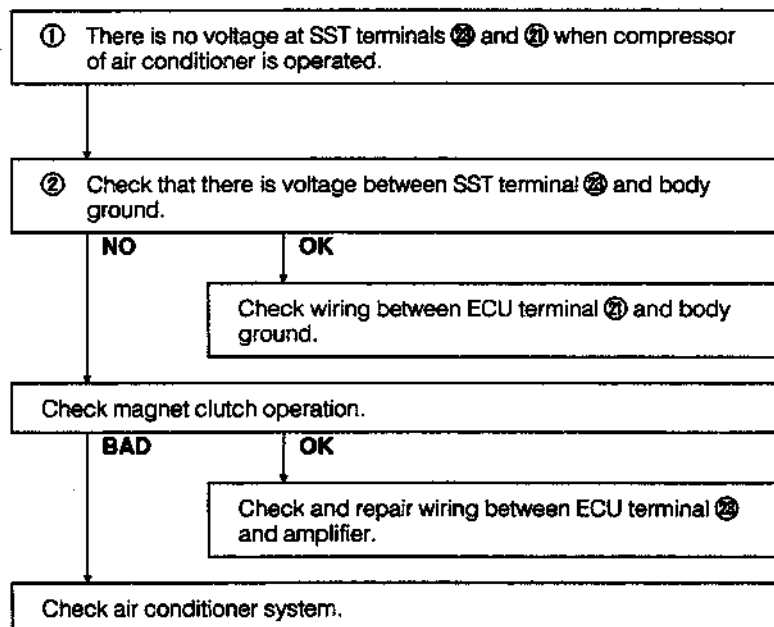 ① There is no voltage at SST terminals and ㉑ when compressor
of air conditioner is operated.
② Check that there is voltage between SST terminal and body
ground.
NO OK
Check wiring between ECU terminal ㉑ and body
ground.
Check magnet clutch operation.
BAD OK
Check and repair wiring between ECU terminal
and amplifier.
Check air conditioner system.